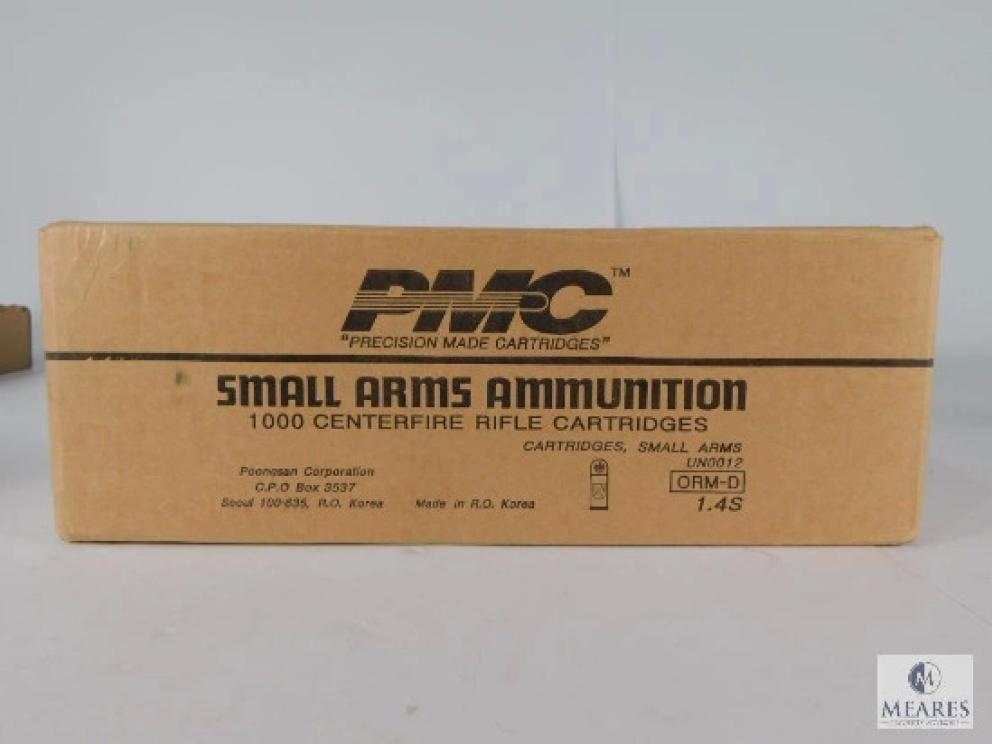 PMC™
"PRECISION MADE CARTRIDGES"
SMALL ARMS AMMUNITION
1000 CENTERFIRE RIFLE CARTRIDGES
CARTRIDGES, SMALL ARMS
UN0012
ORM-D
1.4S
Poongsan Corporation
C.P.O Box 3537
Seoul 100-635, R.O. Korea Made in R.O. Korea
M
MEARES